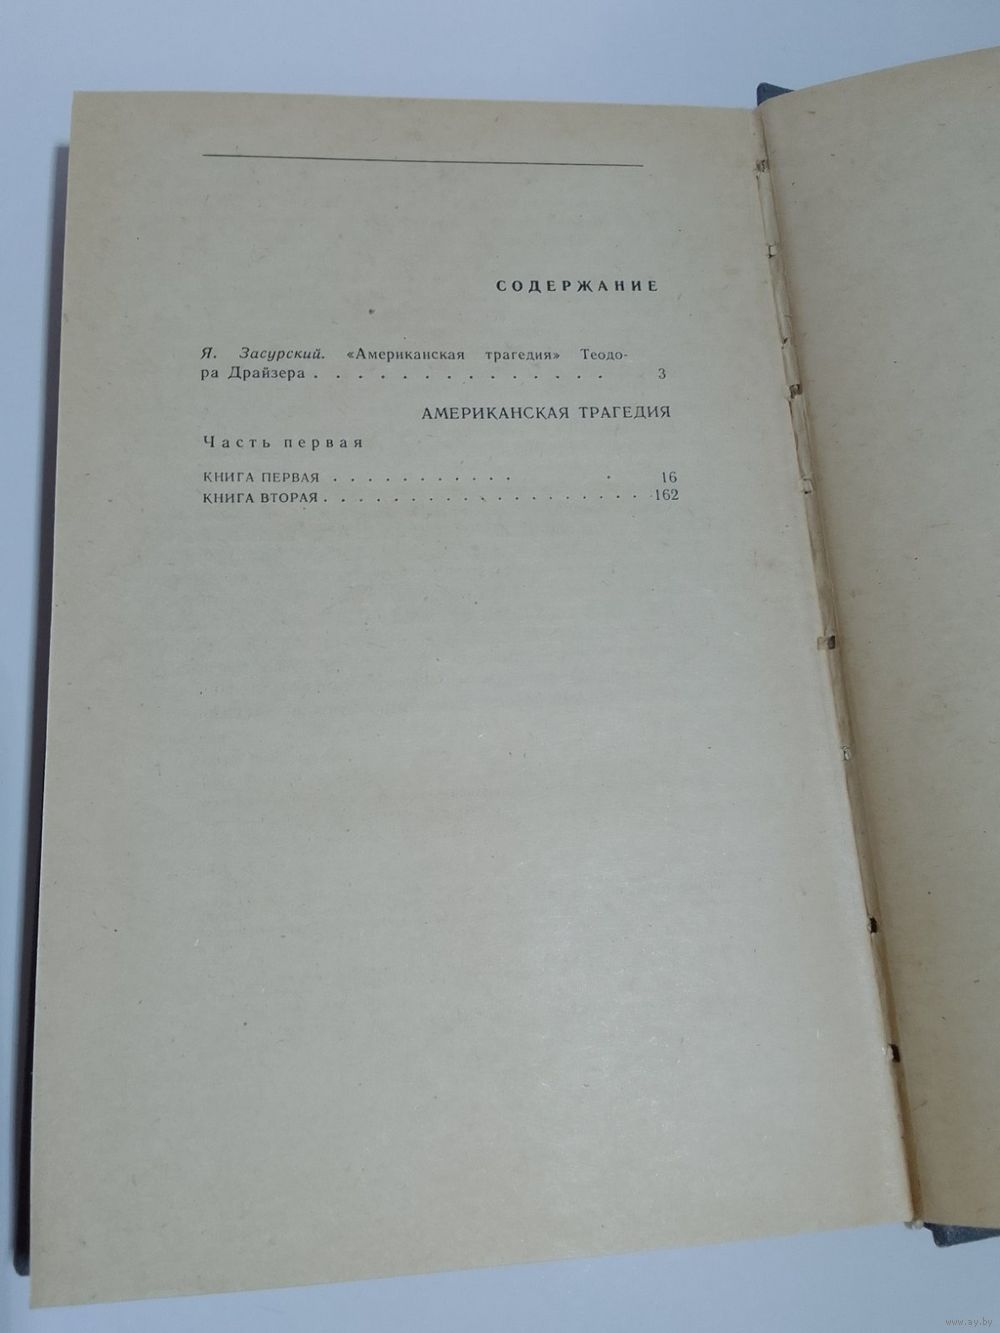 СОДЕРЖАНИЕ
Я. Засурский. «Американская трагедия» Теодо-
ра Драйзера . . . . . . . . . . . . . . . 3
АМЕРИКАНСКАЯ ТРАГЕДИЯ
Часть первая
КНИГА ПЕРВАЯ . . . . . . . . . . . . 16
КНИГА ВТОРАЯ . . . . . . . . . . . . . . . . . . 162
www.ay.by